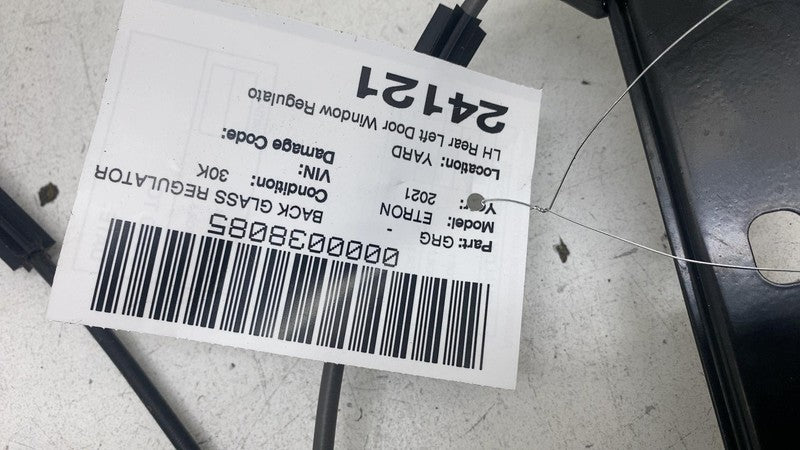 0000038085
Part: GRG - BACK GLASS REGULATOR
Model: ETRON
Year: 2021 Condition: 30K
VIN:
Location: YARD Damage Code:
LH Rear Left Door Window Regulato
24121